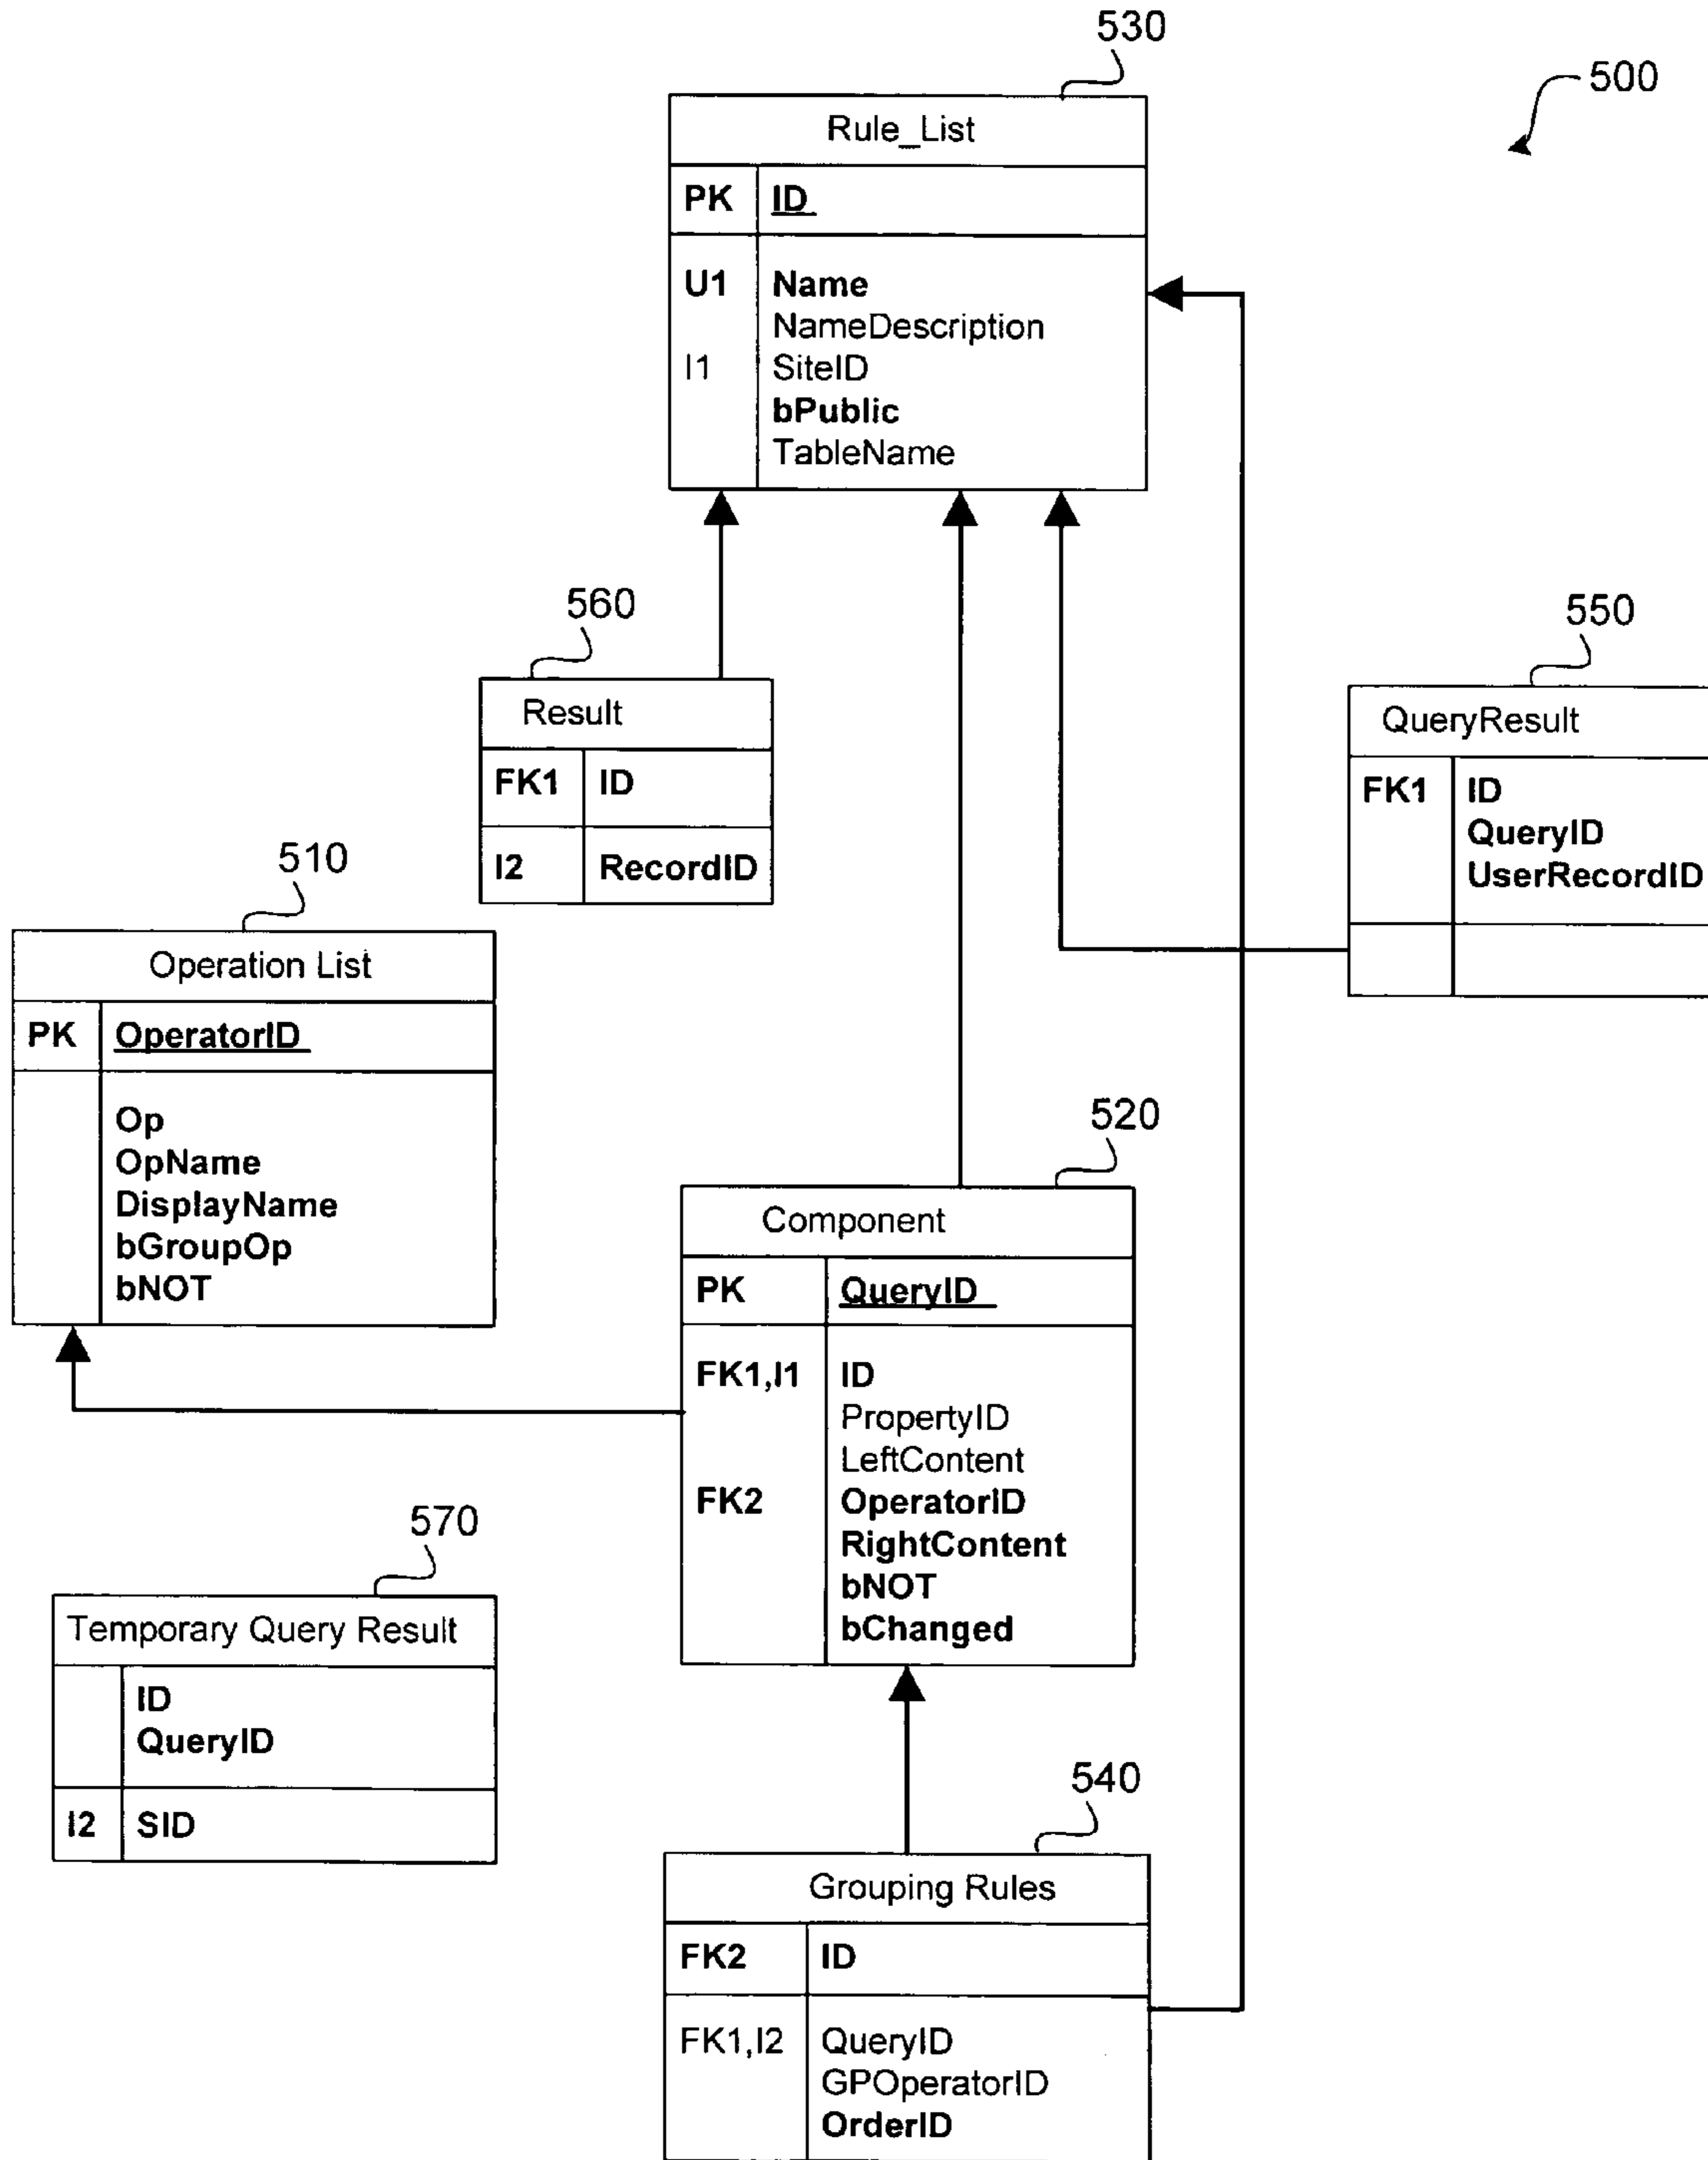 530
500
Rule_List
PK ID
U1 Name
NameDescription
I1 SiteID
bPublic
TableName
560
Result
FK1 ID
I2 RecordID
550
QueryResult
FK1 ID
QueryID
UserRecordID
510
Operation List
PK OperatorID
Op
OpName
DisplayName
bGroupOp
bNOT
520
Component
PK QueryID
FK1,I1 ID
PropertyID
LeftContent
FK2 OperatorID
RightContent
bNOT
bChanged
570
Temporary Query Result
ID
QueryID
I2 SID
540
Grouping Rules
FK2 ID
FK1,I2 QueryID
GPOperatorID
OrderID